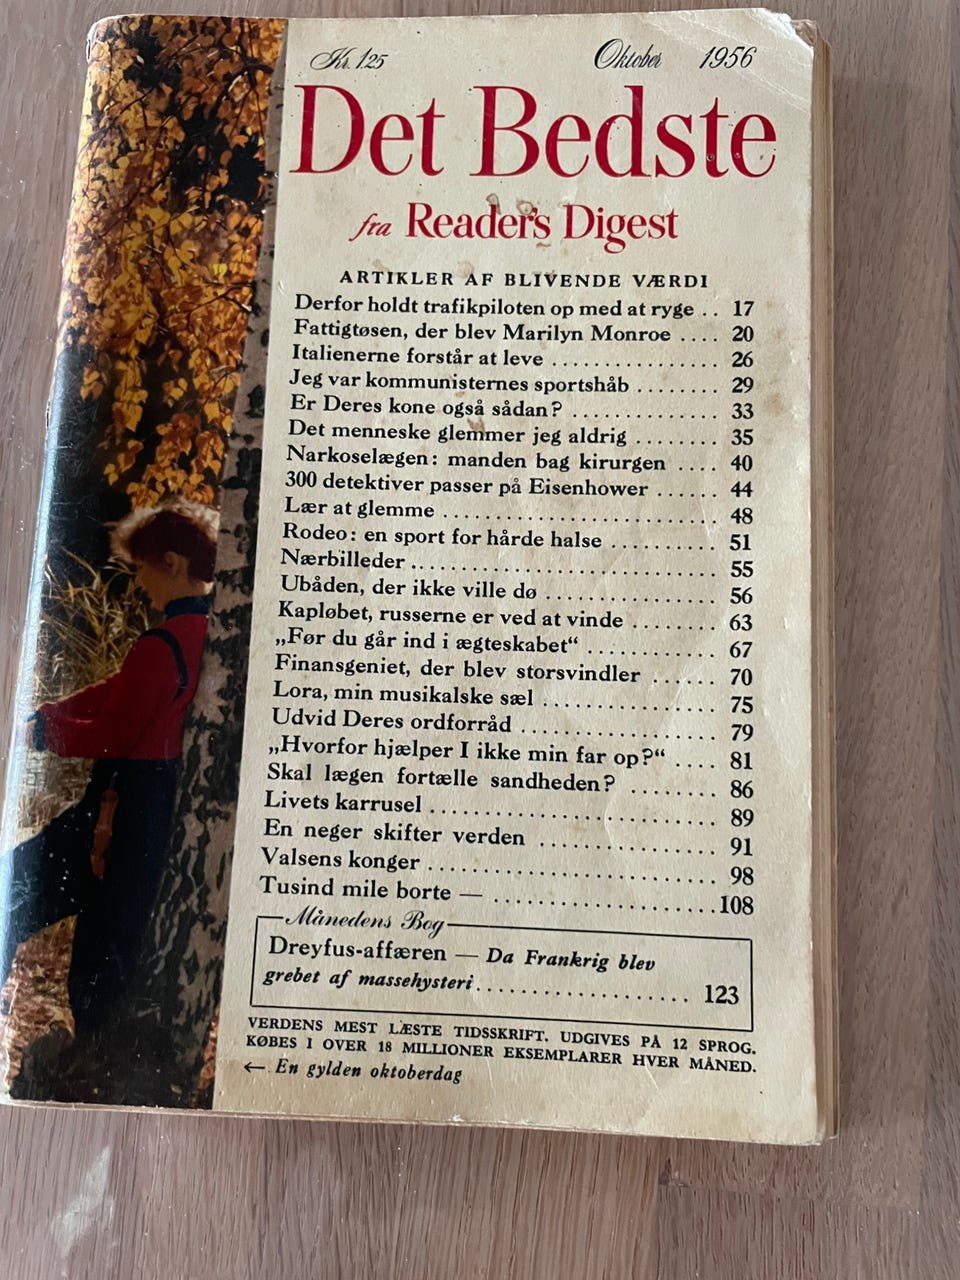 Kr. 1.25 Oktober 1956
Det Bedste
fra Reader's Digest
ARTIKLER AF BLIVENDE VÆRDI
Derfor holdt trafikpiloten op med at ryge . . 17
Fattigtøsen, der blev Marilyn Monroe . . . . 20
Italienerne forstår at leve . . . . . . . . . . . . . . . . 26
Jeg var kommunisternes sportshåb . . . . . . . 29
Er Deres kone også sådan? . . . . . . . . . . . . . . 33
Det menneske glemmer jeg aldrig . . . . . . . . 35
Narkoselægen: manden bag kirurgen . . . . 40
300 detektiver passer på Eisenhower . . . . . . 44
Lær at glemme . . . . . . . . . . . . . . . . . . . . . . . . . . 48
Rodeo: en sport for hårde halse . . . . . . . . . . 51
Nærbilleder . . . . . . . . . . . . . . . . . . . . . . . . . . . . 55
Ubåden, der ikke ville dø . . . . . . . . . . . . . . . . 56
Kapløbet, russerne er ved at vinde . . . . . . . . 63
„Før du går ind i ægteskabet“ . . . . . . . . . . . . 67
Finansgeniet, der blev storsvindler . . . . . . 70
Lora, min musikalske sæl . . . . . . . . . . . . . . . . 75
Udvid Deres ordforråd . . . . . . . . . . . . . . . . . . 79
„Hvorfor hjælper I ikke min far op?“ . . . . 81
Skal lægen fortælle sandheden? . . . . . . . . 86
Livets karrusel . . . . . . . . . . . . . . . . . . . . . . . . . . 89
En neger skifter verden . . . . . . . . . . . . . . . . 91
Valsens konger . . . . . . . . . . . . . . . . . . . . . . . . . . 98
Tusind mile borte — . . . . . . . . . . . . . . . . . . . . 108
Månedens Bog
Dreyfus-affæren — Da Frankrig blev
grebet af massehysteri . . . . . . . . . . . . . . . . . . . 123
VERDENS MEST LÆSTE TIDSSKRIFT. UDGIVES PÅ 12 SPROG.
KØBES I OVER 18 MILLIONER EKSEMPLARER HVER MÅNED.
← En gylden oktoberdag